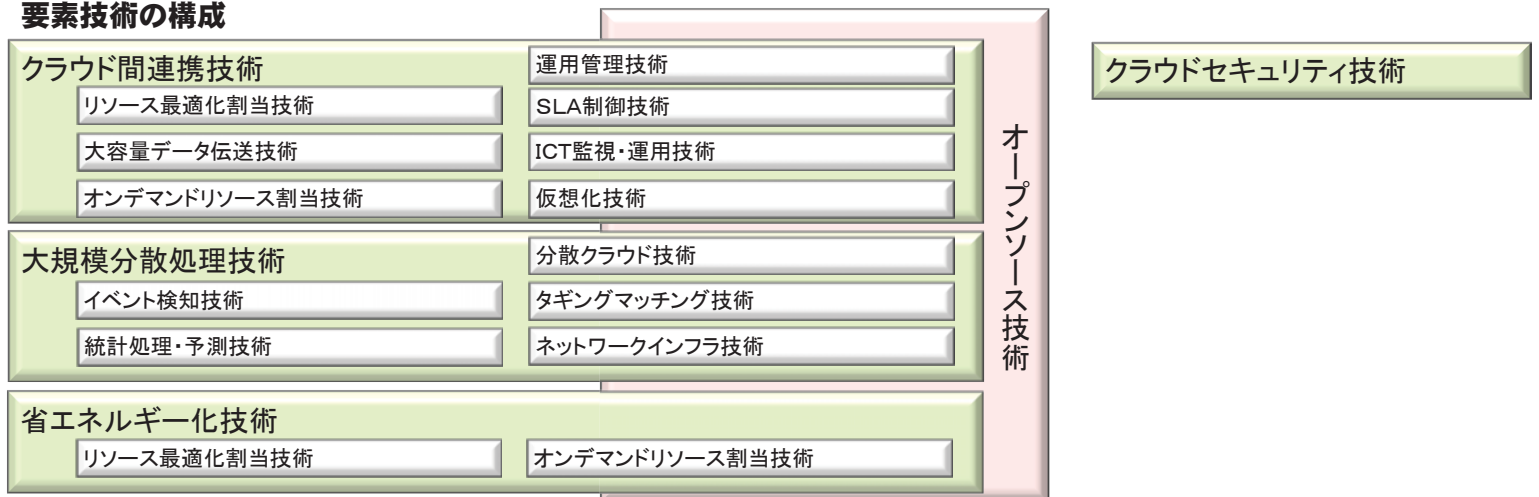 要素技術の構成
クラウド間連携技術
リソース最適化割当技術
大容量データ伝送技術
オンデマンドリソース割当技術
運用管理技術
SLA制御技術
ICT監視・運用技術
仮想化技術
大規模分散処理技術
イベント検知技術
統計処理・予測技術
分散クラウド技術
タギングマッチング技術
ネットワークインフラ技術
省エネルギー化技術
リソース最適化割当技術
オンデマンドリソース割当技術
オープンソース技術
クラウドセキュリティ技術